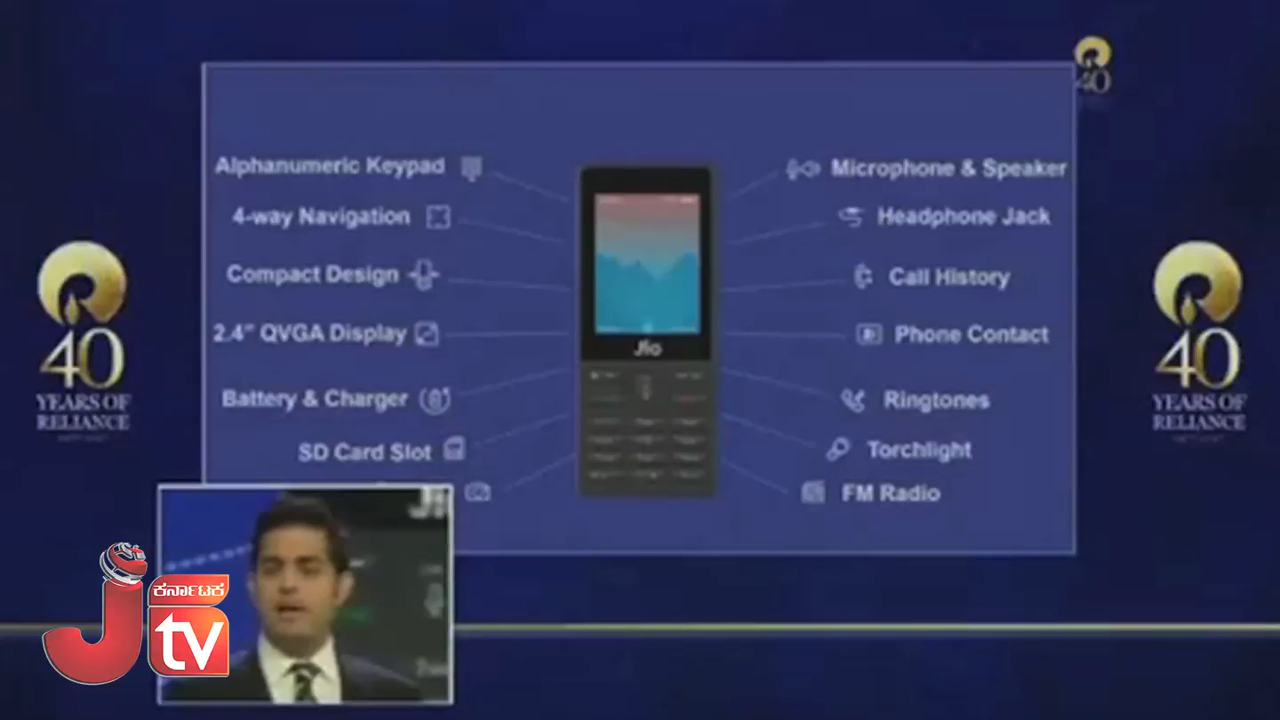 40
Alphanumeric Keypad
Microphone & Speaker
4-way Navigation
Headphone Jack
Compact Design
Call History
2.4" QVGA Display
Phone Contact
Jio
Battery & Charger
Ringtones
SD Card Slot
Torchlight
FM Radio
40
YEARS OF
RELIANCE
40
YEARS OF
RELIANCE
J
ಕರ್ನಾಟಕ
tv